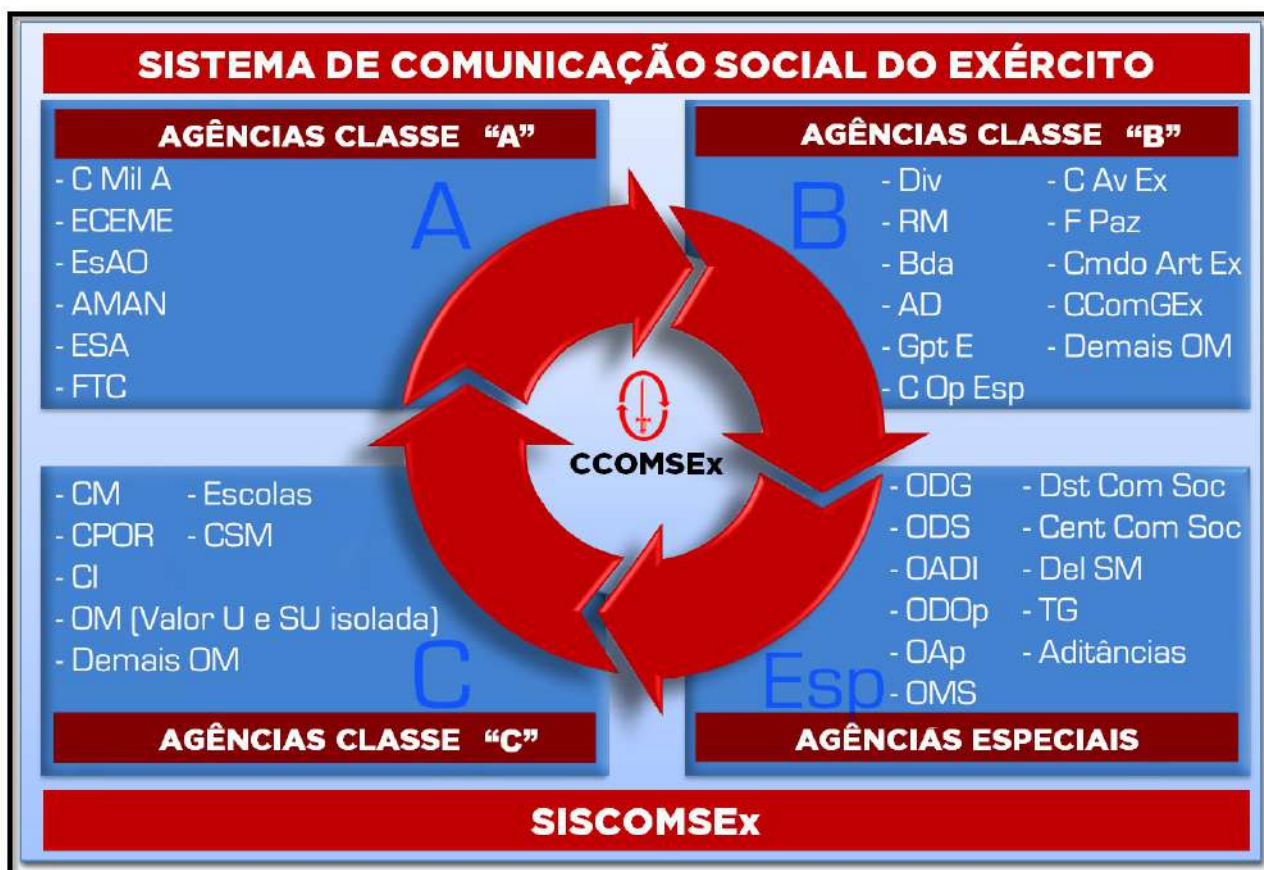 SISTEMA DE COMUNICAÇÃO SOCIAL DO EXÉRCITO
AGÊNCIAS CLASSE “A”
- C Mil A
- ECEME
- EsAO
- AMAN
- ESA
- FTC
A
AGÊNCIAS CLASSE “B”
B
- Div
- RM
- Bda
- AD
- Gpt E
- C Op Esp
- C Av Ex
- F Paz
- Cmdo Art Ex
- CComGEx
- Demais OM
CCOMSEx
- CM - Escolas
- CPOR - CSM
- CI
- OM (Valor U e SU isolada)
- Demais OM
C
AGÊNCIAS CLASSE “C”
- ODG
- ODS
- OADI
- ODOp
- OAp
- OMS
- Dst Com Soc
- Cent Com Soc
- Del SM
- TG
- Aditâncias
Esp
AGÊNCIAS ESPECIAIS
SISCOMSEx